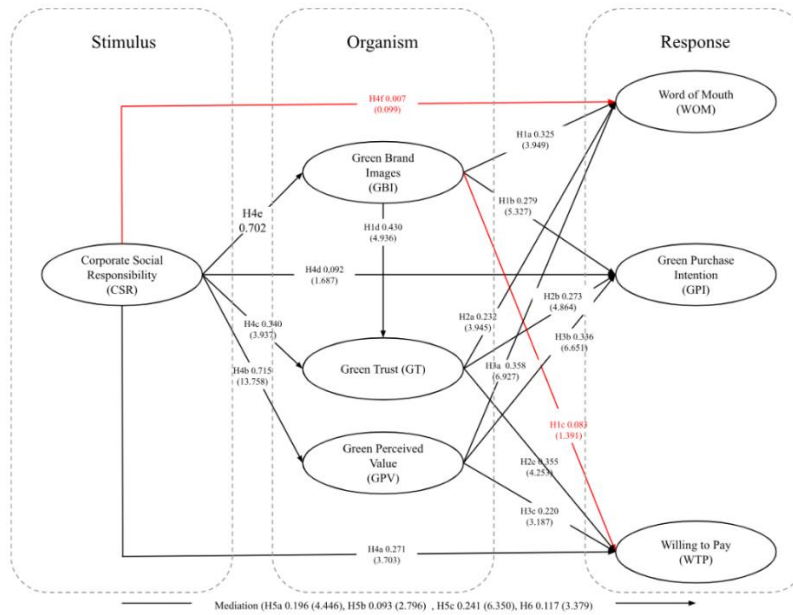 Stimulus
Organism
Response
H4f 0.007
(0.099)
Word of Mouth
(WOM)
H1a 0.325
(3.949)
Green Brand
Images
(GBI)
H1b 0.279
(5.327)
H4e
0.702
H1d 0.430
(4.936)
Corporate Social
Responsibility
(CSR)
H4d 0.092
(1.687)
Green Purchase
Intention
(GPI)
H2b 0.273
(4.864)
H2a 0.232
(3.945)
H4c 0.340
(3.937)
H3b 0.336
(6.651)
H4b 0.715
(13.758)
Green Trust (GT)
H3a 0.358
(6.927)
H1c 0.083
(1.391)
Green Perceived
Value
(GPV)
H2c 0.355
(4.253)
H3c 0.220
(3.187)
H4a 0.271
(3.703)
Willing to Pay
(WTP)
Mediation (H5a 0.196 (4.446), H5b 0.093 (2.796) , H5c 0.241 (6.350), H6 0.117 (3.379)